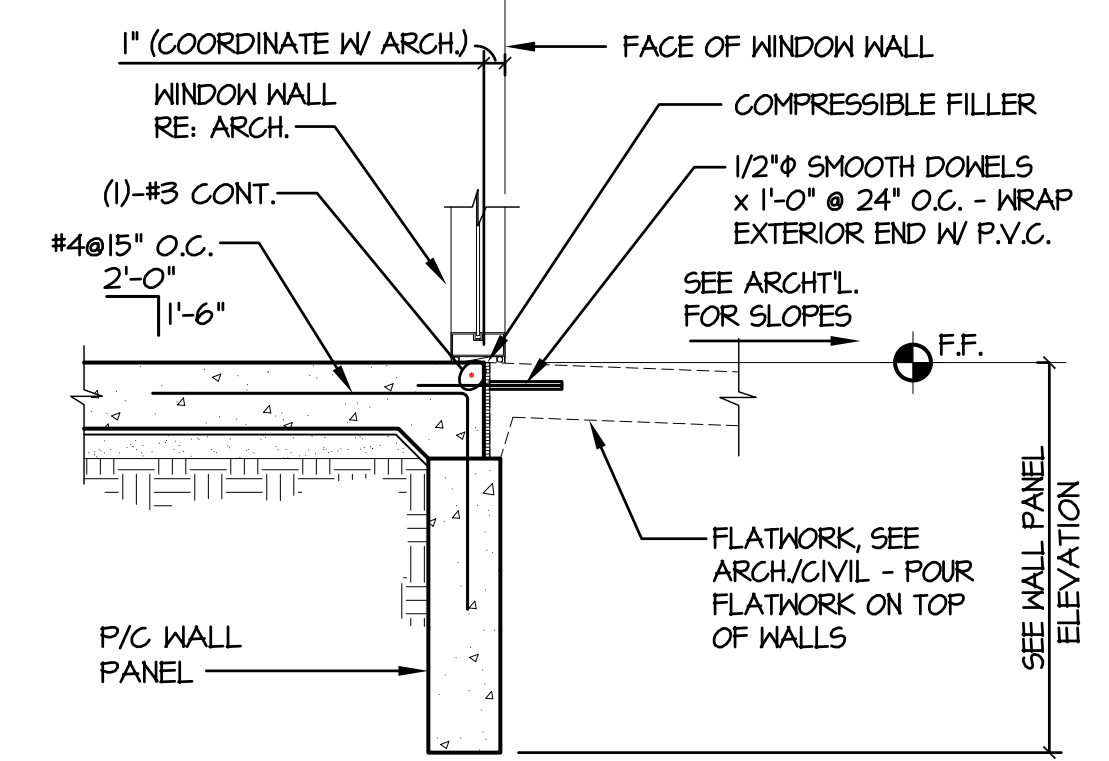 1" (COORDINATE W/ ARCH.)
FACE OF WINDOW WALL
WINDOW WALL
RE: ARCH.
COMPRESSIBLE FILLER
(1)-#3 CONT.
1/2"Φ SMOOTH DOWELS
x 1'-0" @ 24" O.C. - WRAP
EXTERIOR END W/ P.V.C.
#4@15" O.C.
2'-0"
1'-6"
SEE ARCHT'L.
FOR SLOPES
F.F.
FLATWORK, SEE
ARCH./CIVIL - POUR
FLATWORK ON TOP
OF WALLS
SEE WALL PANEL
ELEVATION
P/C WALL
PANEL